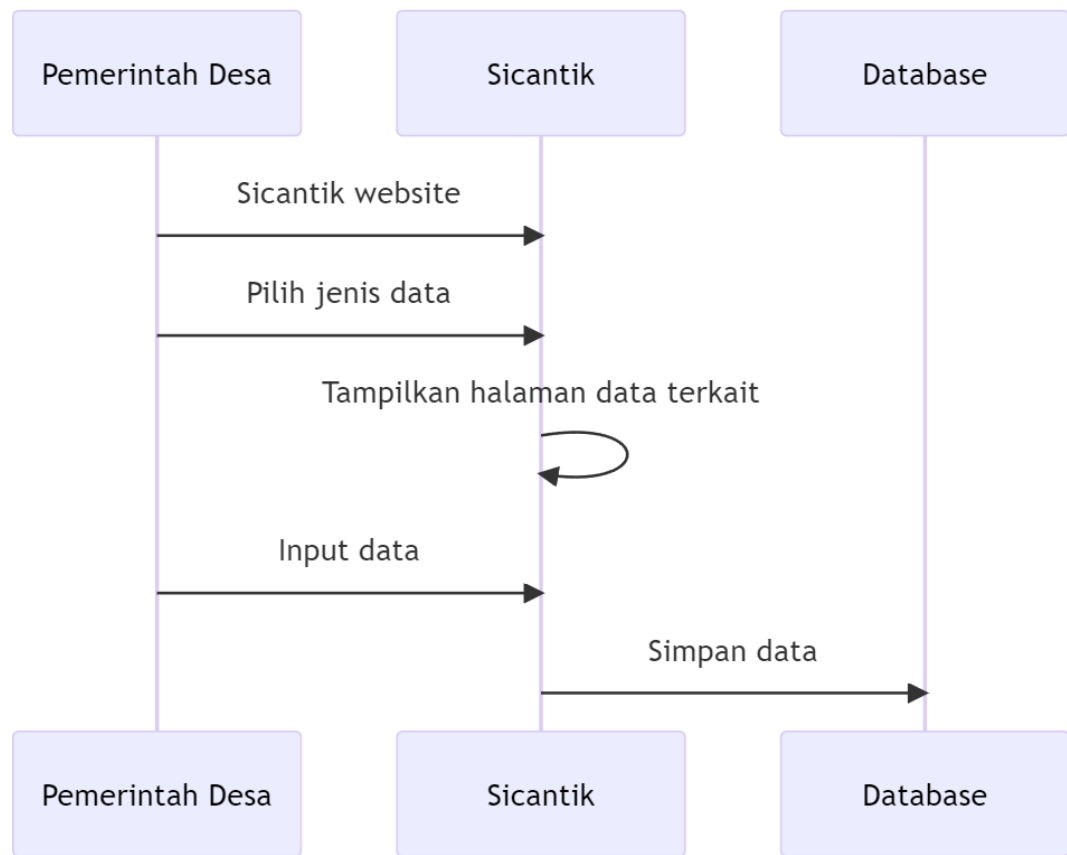 Pemerintah Desa
Sicantik
Database
Sicantik website
Pilih jenis data
Tampilkan halaman data terkait
Input data
Simpan data
Pemerintah Desa
Sicantik
Database